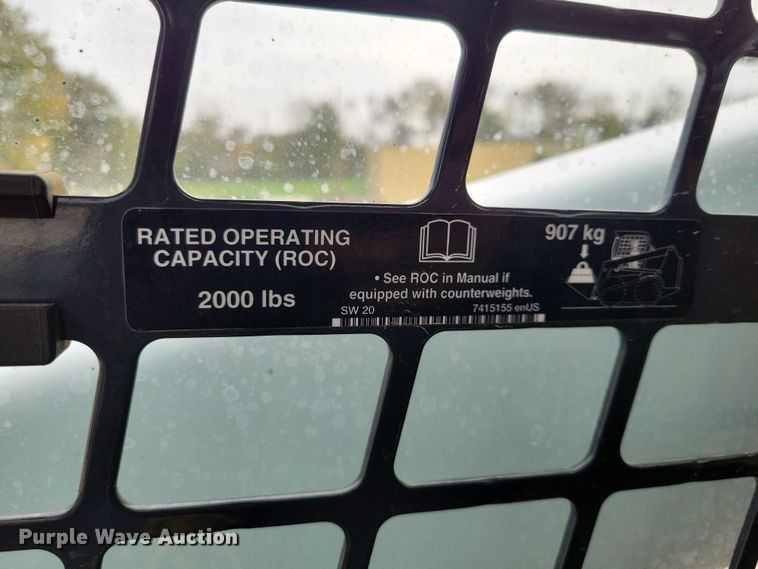 RATED OPERATING
CAPACITY (ROC)
2000 lbs
• See ROC in Manual if
equipped with counterweights.
SW 20
7415155 enUS
907 kg
Purple Wave Auction